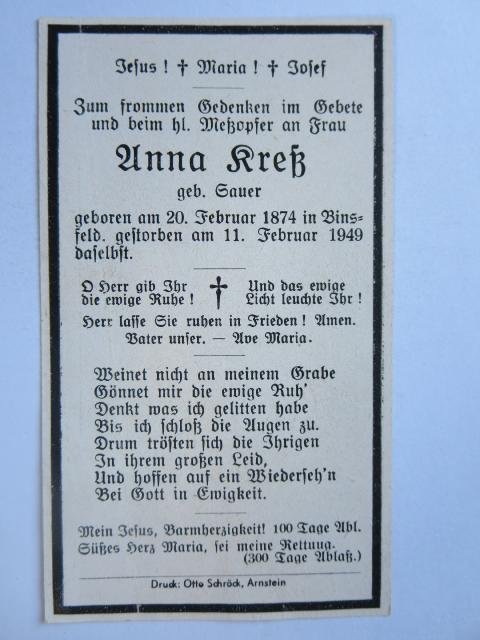 Jesus! ✝ Maria! ✝ Josef
Zum frommen Gedenken im Gebete
und beim hl. Meßopfer an Frau
Anna Kreß
geb. Sauer
geboren am 20. Februar 1874 in Bins-
feld. gestorben am 11. Februar 1949
daselbst.
O Herr gib Ihr
die ewige Ruhe!
✝
Und das ewige
Licht leuchte Ihr!
Herr lasse Sie ruhen in Frieden! Amen.
Vater unser. — Ave Maria.
Weinet nicht an meinem Grabe
Gönnet mir die ewige Ruh'
Denkt was ich gelitten habe
Bis ich schloß die Augen zu.
Drum trösten sich die Ihrigen
In ihrem großen Leid,
Und hoffen auf ein Wiederseh'n
Bei Gott in Ewigkeit.
Mein Jesus, Barmherzigkeit! 100 Tage Abl.
Süßes Herz Maria, sei meine Rettung.
(300 Tage Ablaß.)
Druck: Otto Schröck, Arnstein